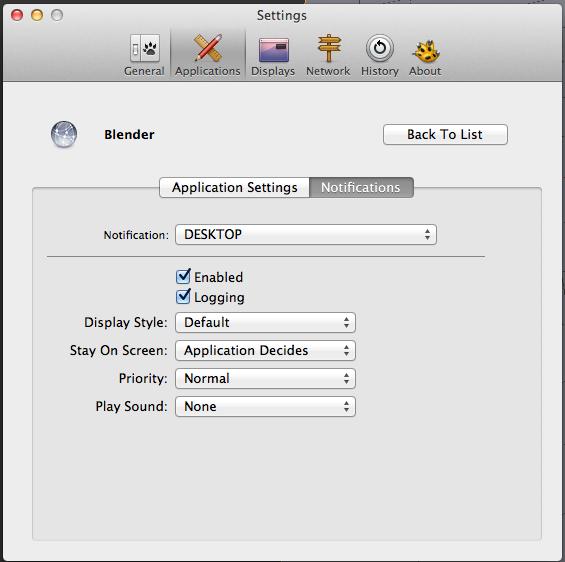 Settings
General Applications Displays Network History About
Blender Back To List
Application Settings Notifications
Notification: DESKTOP
Enabled
Logging
Display Style: Default
Stay On Screen: Application Decides
Priority: Normal
Play Sound: None